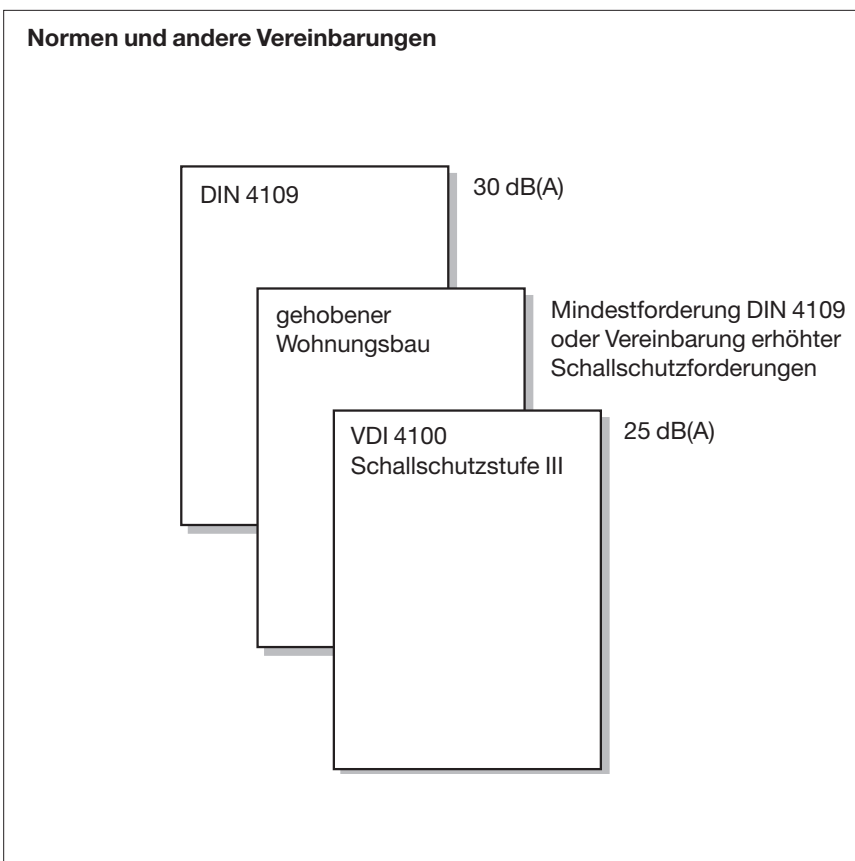 Normen und andere Vereinbarungen
DIN 4109
30 dB(A)
gehobener
Wohnungsbau
Mindestforderung DIN 4109
oder Vereinbarung erhöhter
Schallschutzforderungen
VDI 4100
Schallschutzstufe III
25 dB(A)